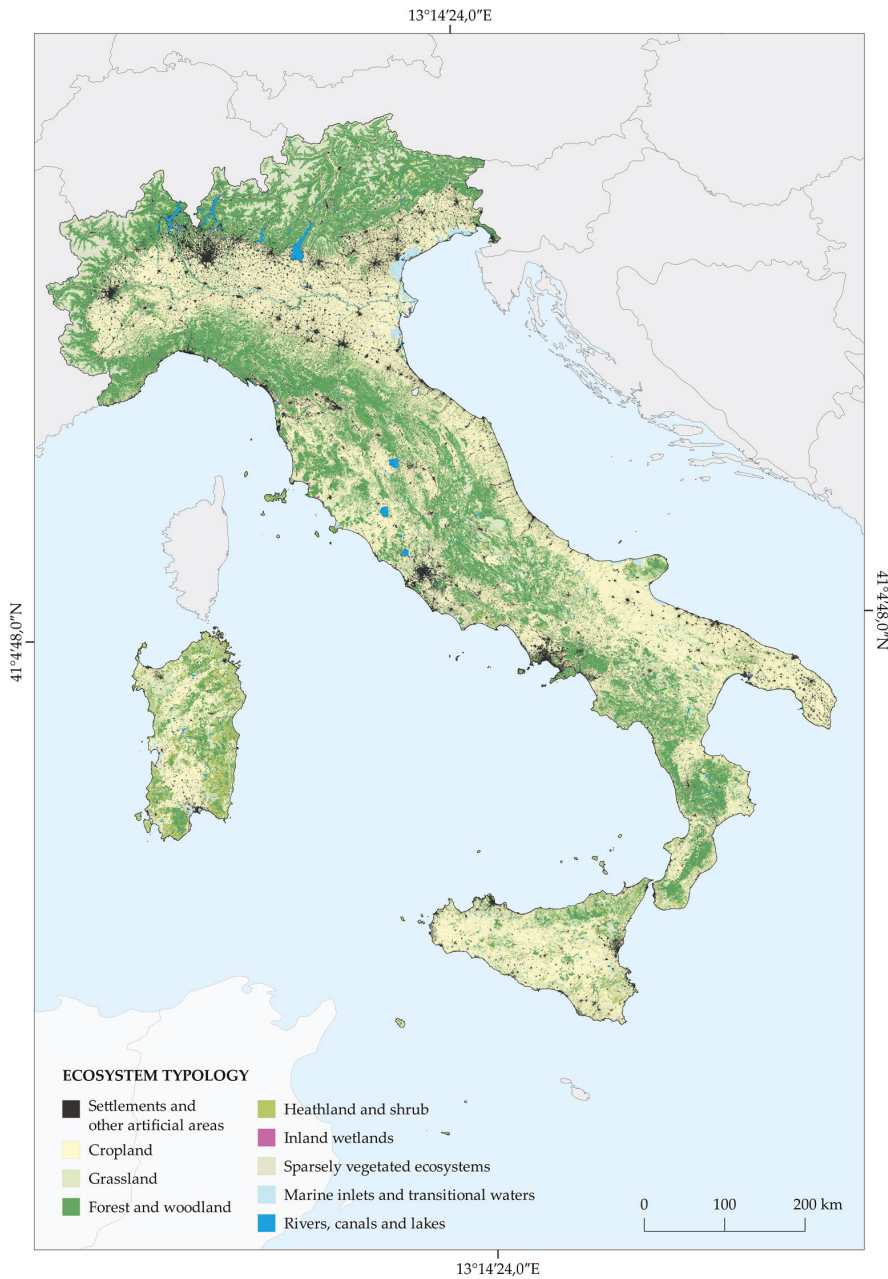 13°14′24,0″E
41°4′48,0″N
41°4′48,0″N
ECOSYSTEM TYPOLOGY
Settlements and
other artificial areas
Cropland
Grassland
Forest and woodland
Heathland and shrub
Inland wetlands
Sparsely vegetated ecosystems
Marine inlets and transitional waters
Rivers, canals and lakes
0 100 200 km
13°14′24,0″E